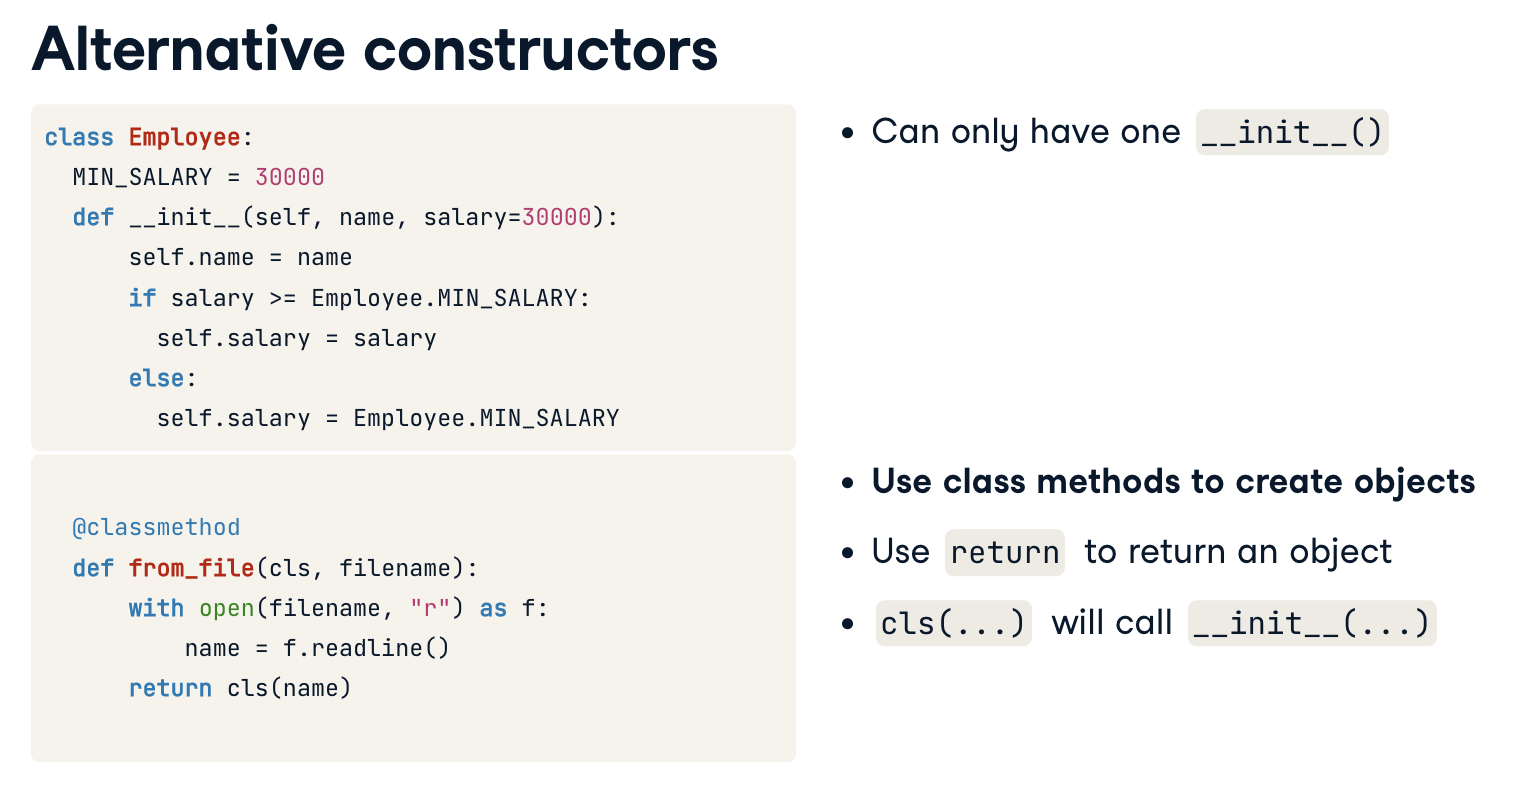 Alternative constructors
class Employee:
  MIN_SALARY = 30000
  def __init__(self, name, salary=30000):
      self.name = name
      if salary >= Employee.MIN_SALARY:
        self.salary = salary
      else:
        self.salary = Employee.MIN_SALARY
  @classmethod
  def from_file(cls, filename):
      with open(filename, "r") as f:
          name = f.readline()
      return cls(name)
• Can only have one __init__()
• Use class methods to create objects
• Use return to return an object
• cls(...) will call __init__(...)